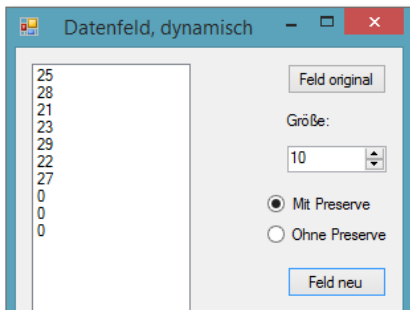 Datenfeld, dynamisch
25
28
21
23
29
22
27
0
0
0
Feld original
Größe:
10
Mit Preserve
Ohne Preserve
Feld neu